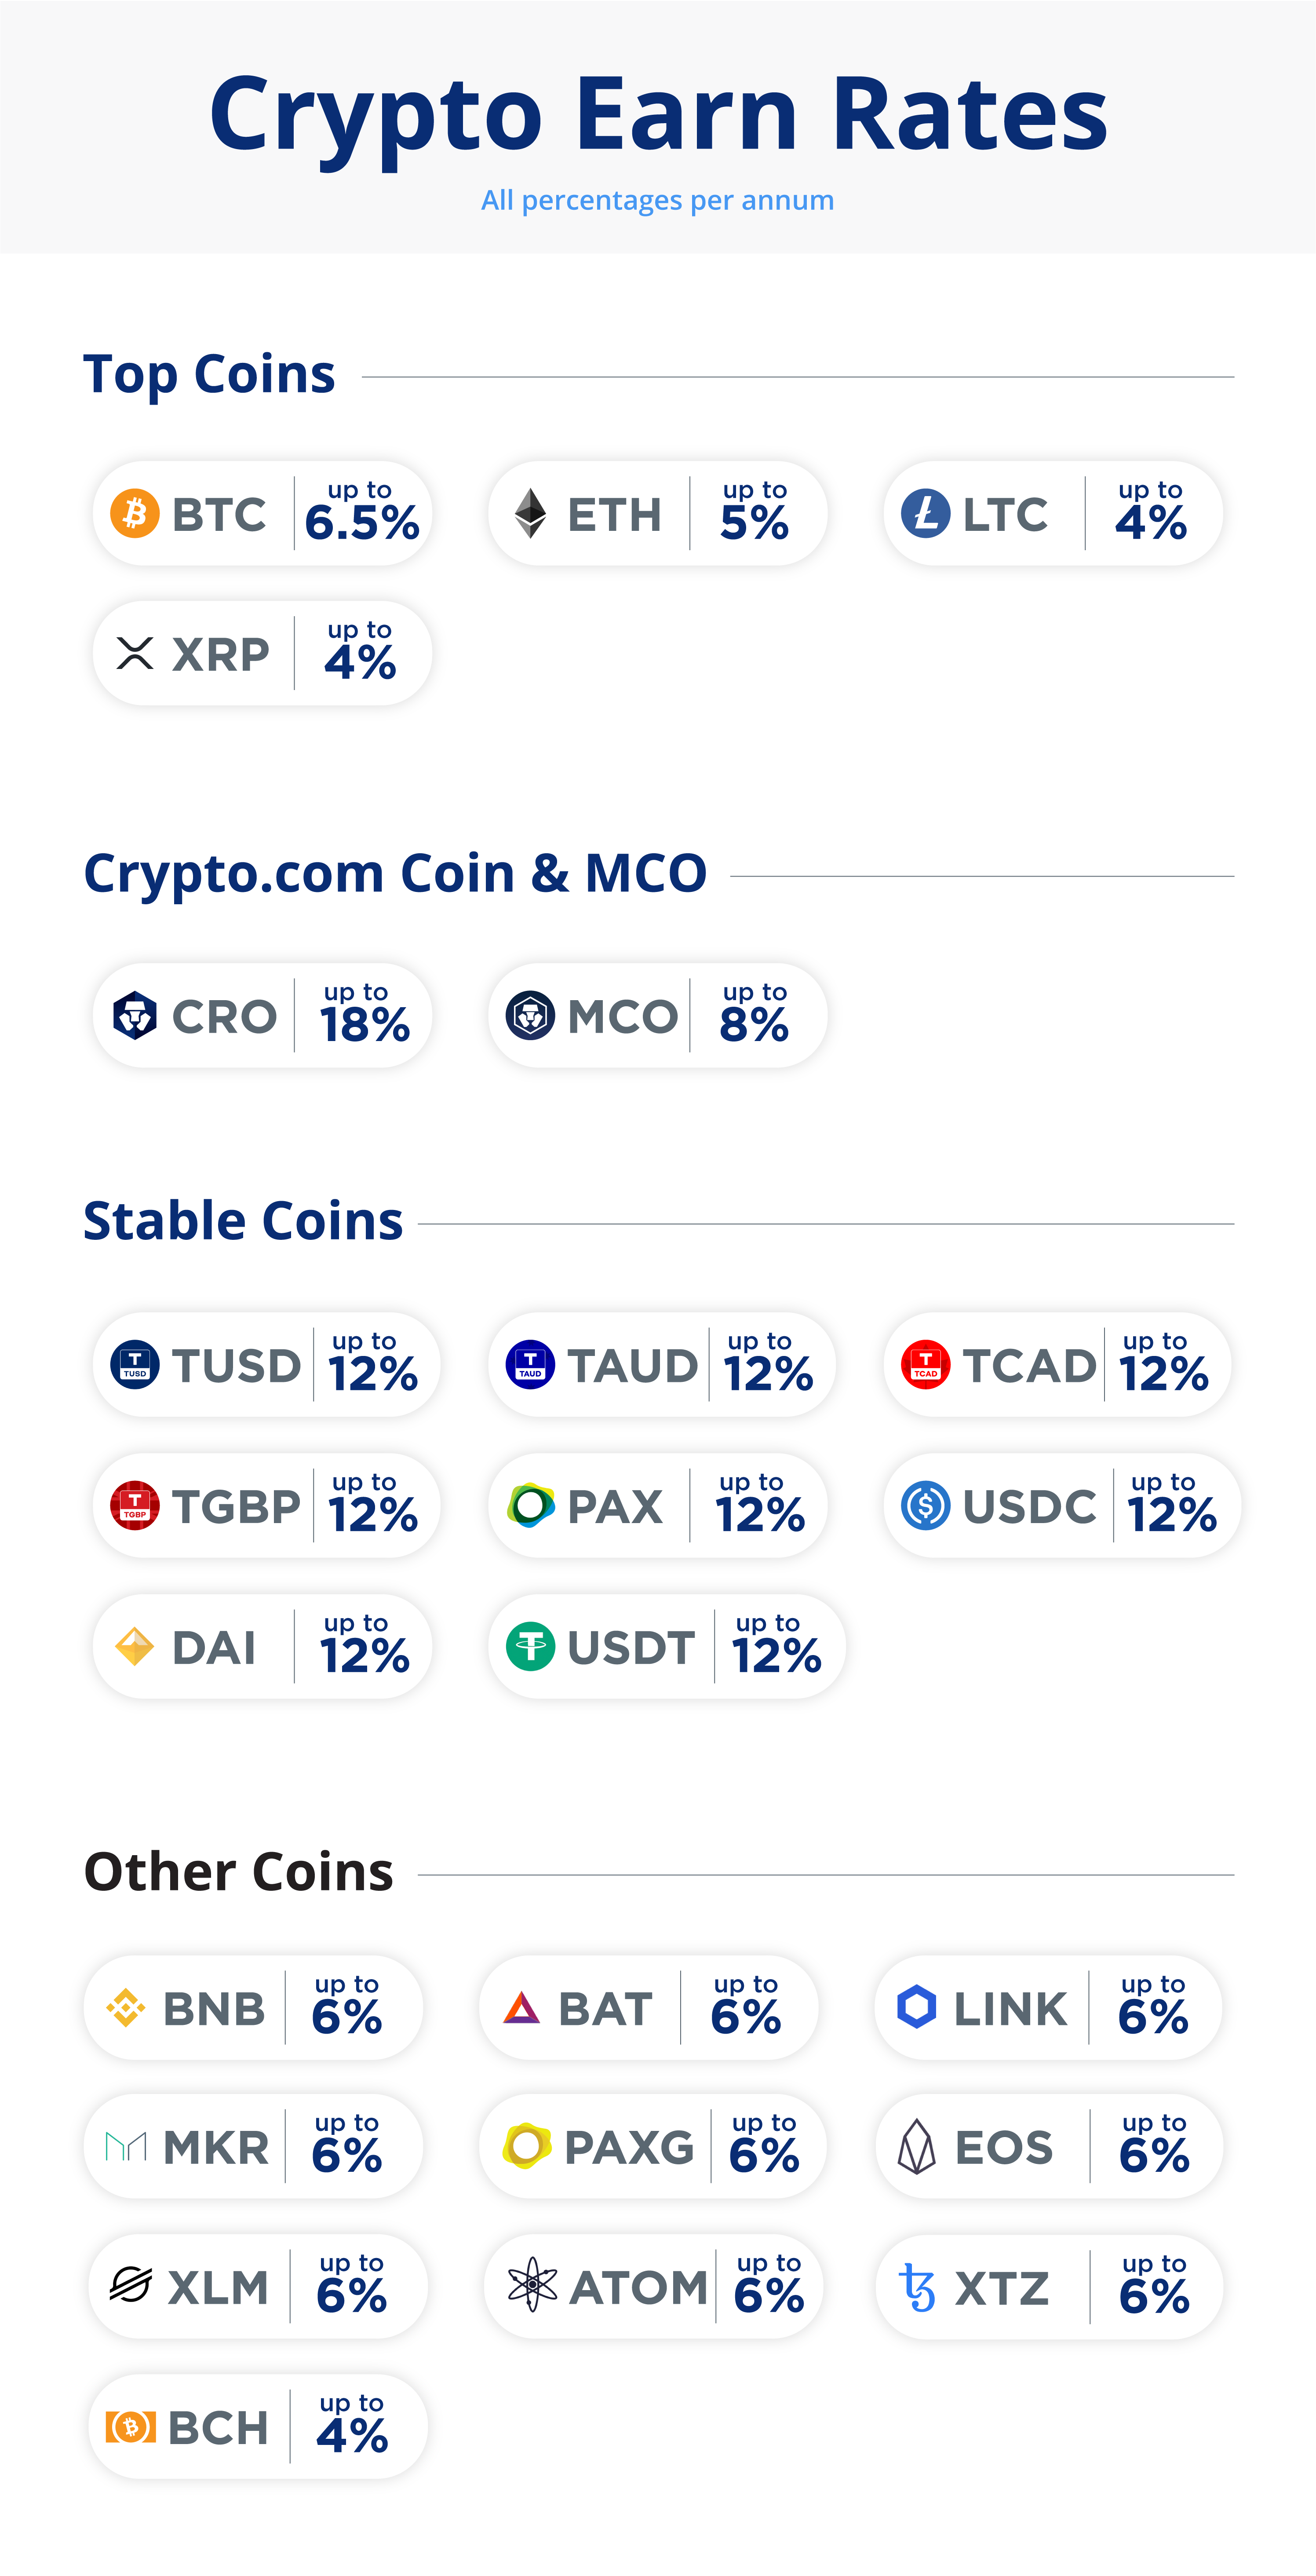 Crypto Earn Rates
All percentages per annum
Top Coins
BTC up to 6.5%
ETH up to 5%
LTC up to 4%
XRP up to 4%
Crypto.com Coin & MCO
CRO up to 18%
MCO up to 8%
Stable Coins
T TUSD TUSD up to 12%
T TAUD TAUD up to 12%
T TCAD TCAD up to 12%
T TGBP TGBP up to 12%
PAX up to 12%
USDC up to 12%
DAI up to 12%
USDT up to 12%
Other Coins
BNB up to 6%
BAT up to 6%
LINK up to 6%
MKR up to 6%
PAXG up to 6%
EOS up to 6%
XLM up to 6%
ATOM up to 6%
XTZ up to 6%
BCH up to 4%